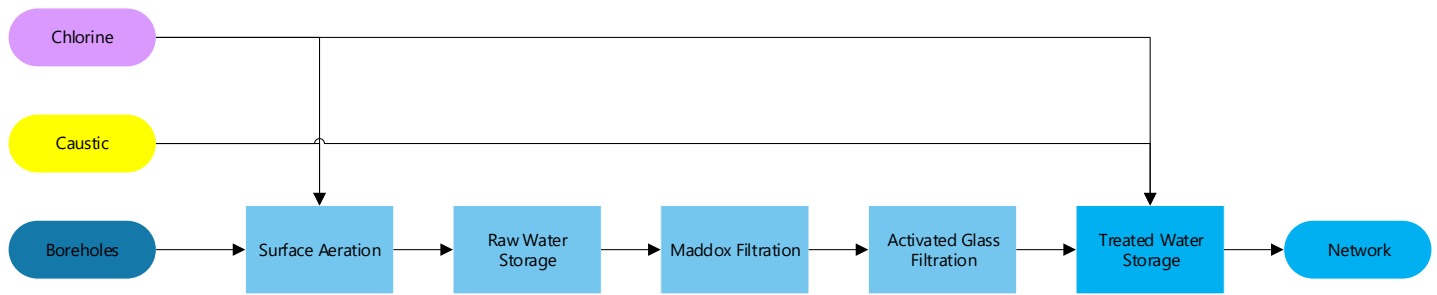 Chlorine
Caustic
Boreholes
Surface Aeration
Raw Water
Storage
Maddox Filtration
Activated Glass
Filtration
Treated Water
Storage
Network